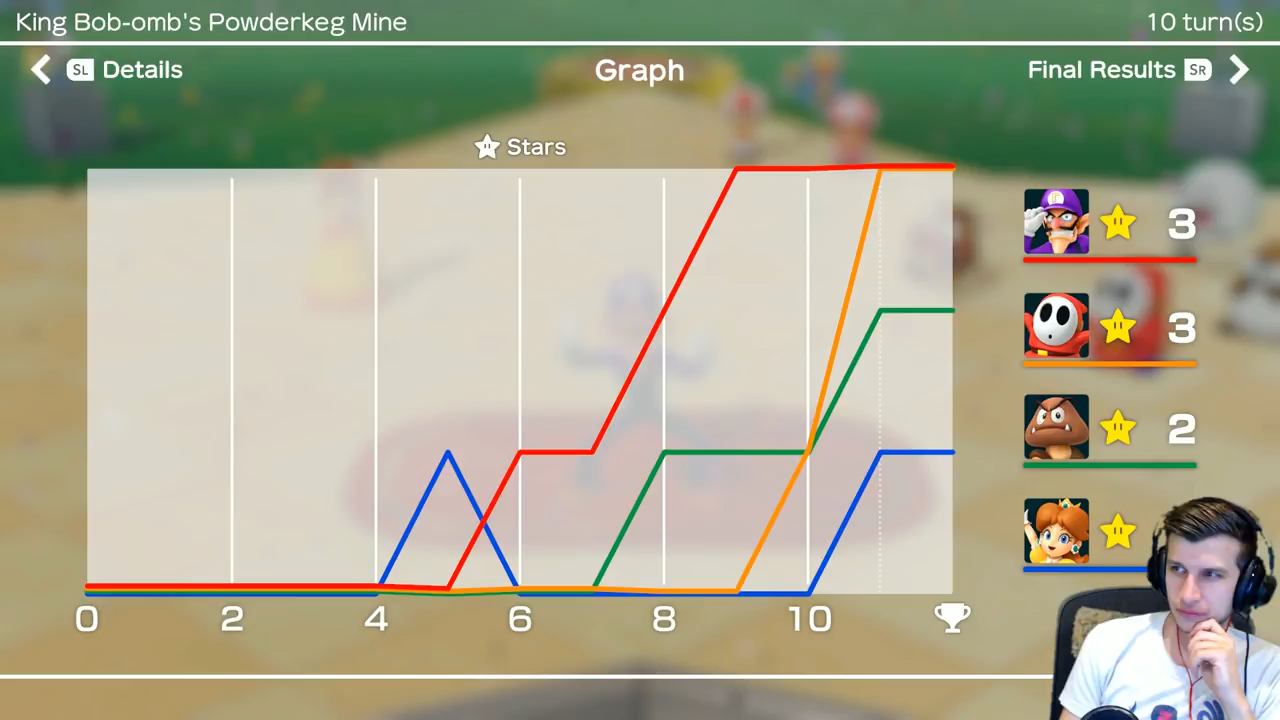 King Bob-omb's Powderkeg Mine 10 turn(s)
SL Details Graph Final Results SR
Stars
3
3
2
0 2 4 6 8 10